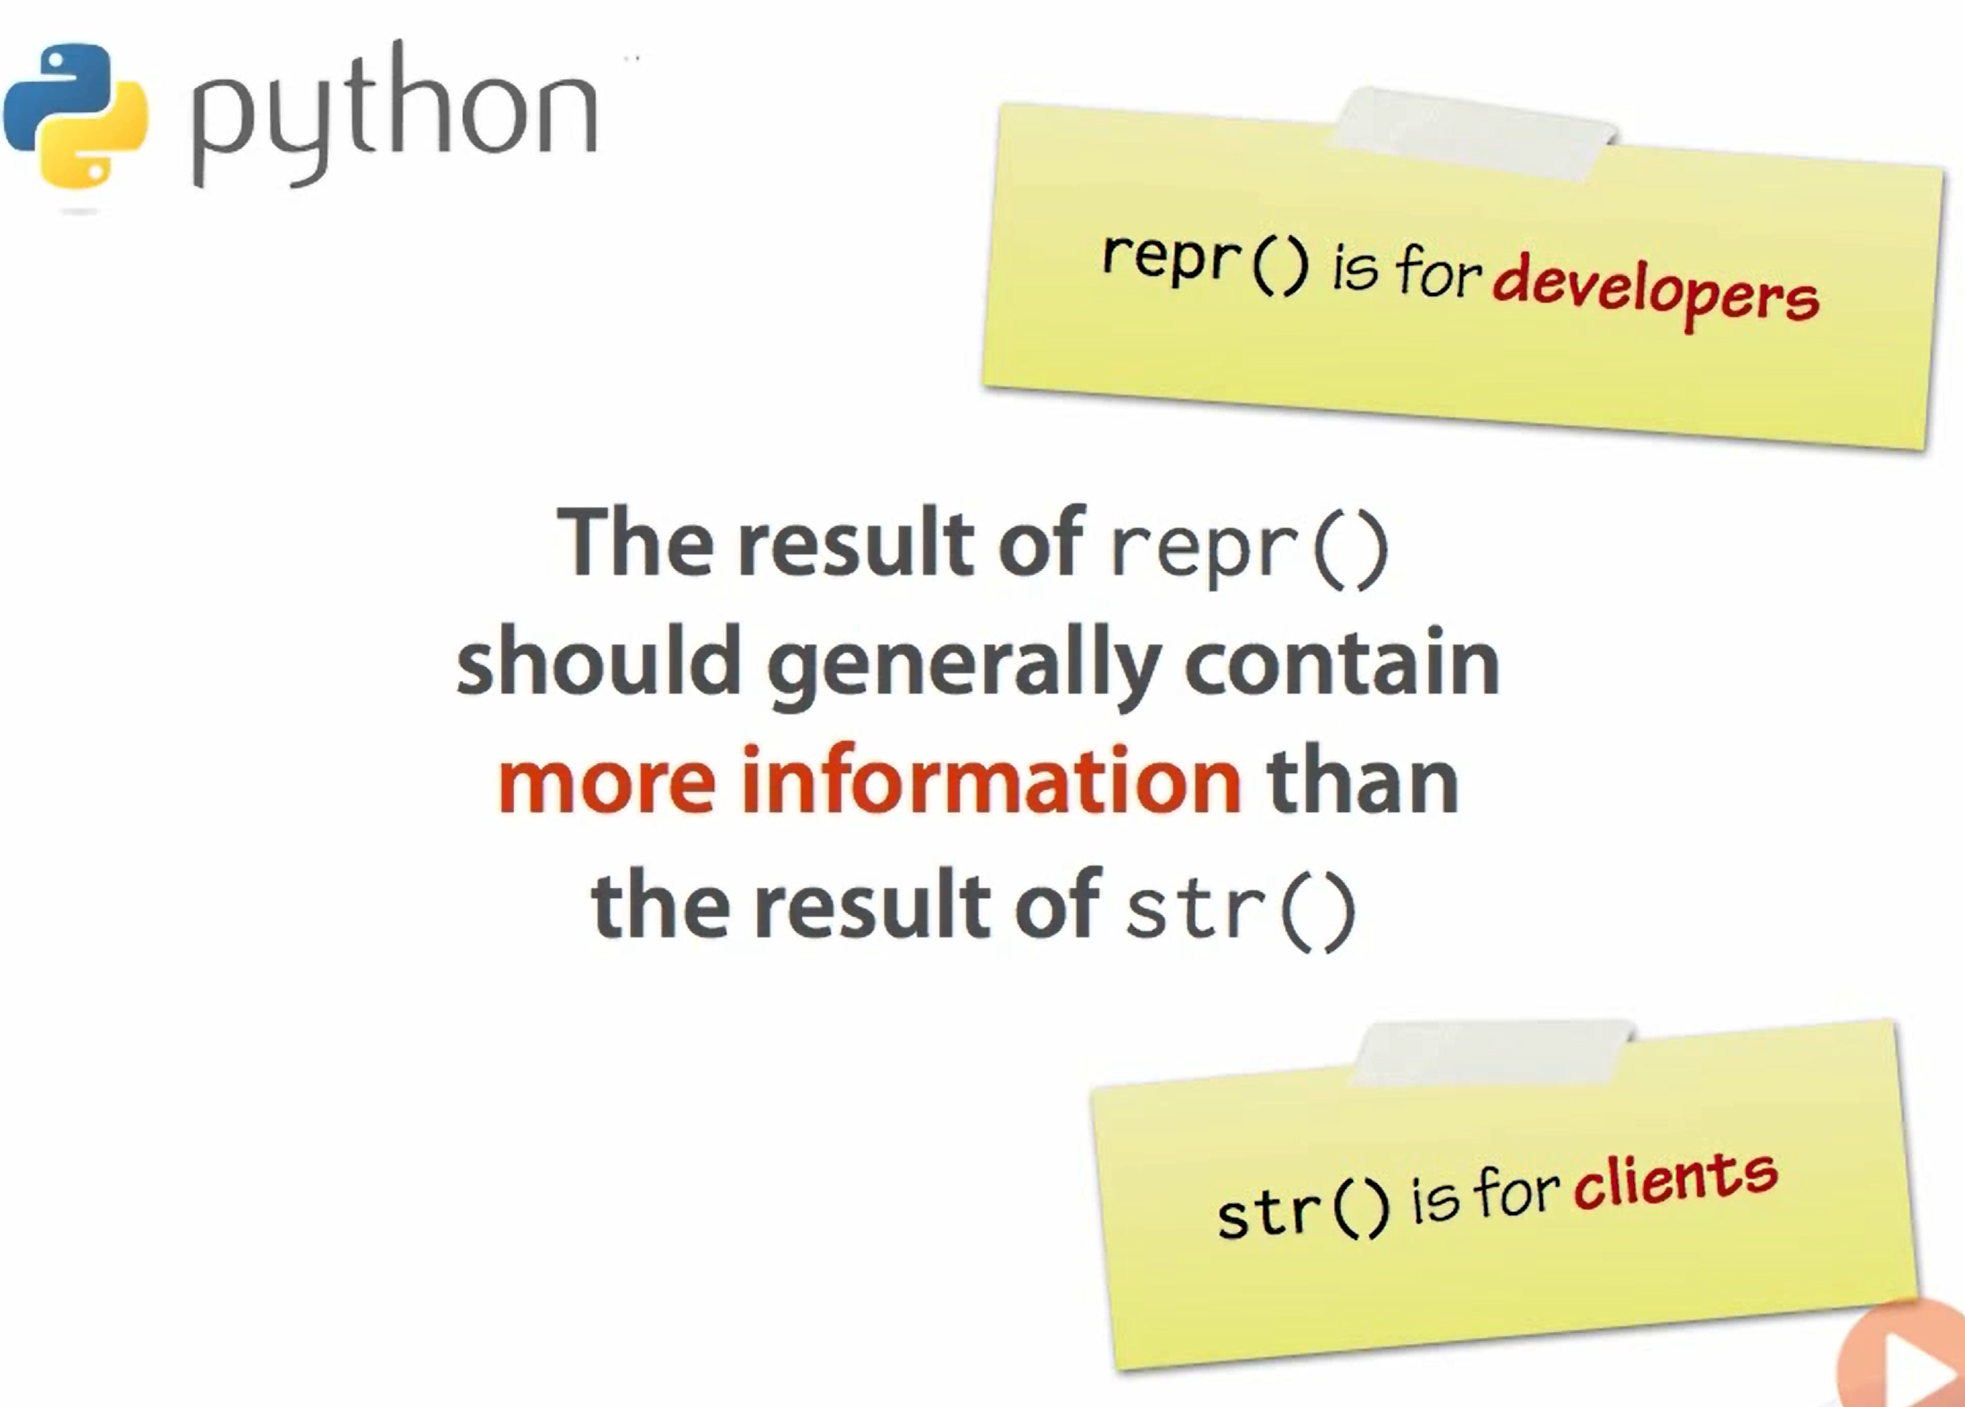 python
repr() is for developers
The result of repr()
should generally contain
more information than
the result of str()
str() is for clients